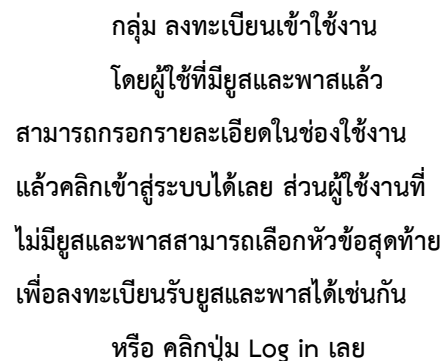 กลุ่ม ลงทะเบียนเข้าใช้งาน
โดยผู้ใช้ที่มียูสและพาสแล้ว
สามารถกรอกรายละเอียดในช่องใช้งาน
แล้วคลิกเข้าสู่ระบบได้เลย ส่วนผู้ใช้งานที่
ไม่มียูสและพาสสามารถเลือกหัวข้อสุดท้าย
เพื่อลงทะเบียนรับยูสและพาสได้เช่นกัน
หรือ คลิกปุ่ม Log in เลย